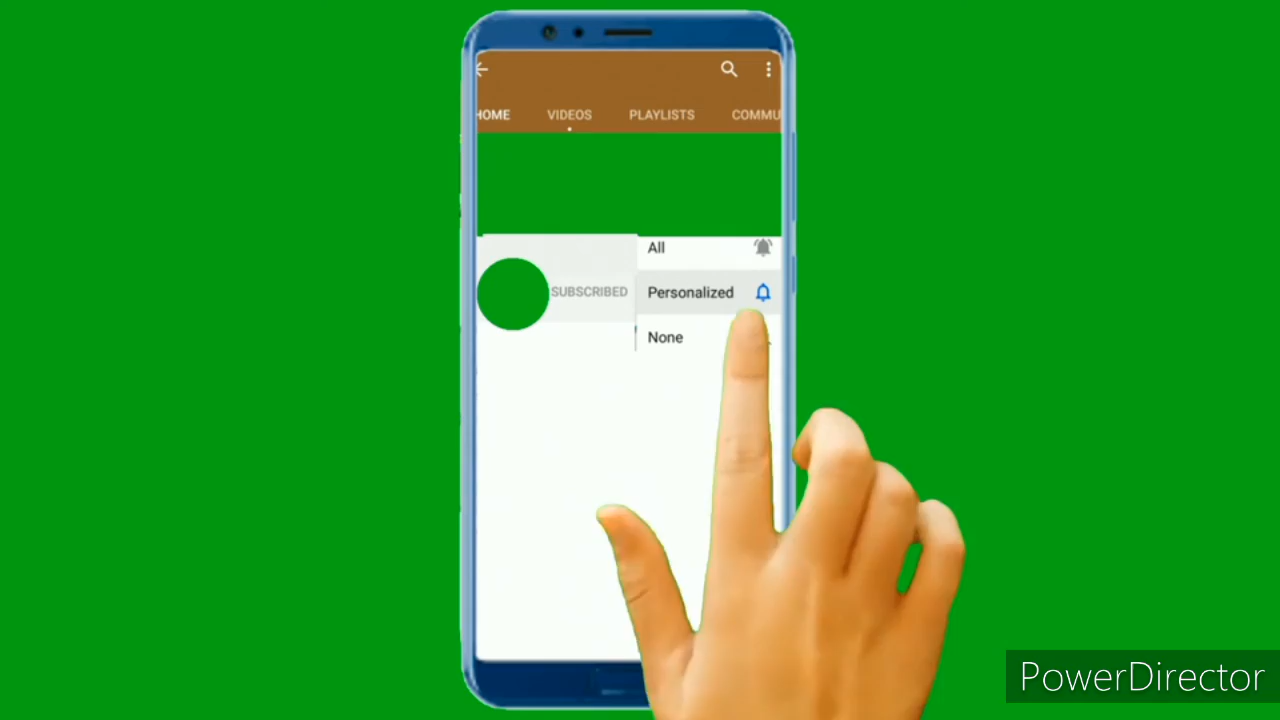 HOME VIDEOS PLAYLISTS COMMU
All
SUBSCRIBED Personalized
None
PowerDirector